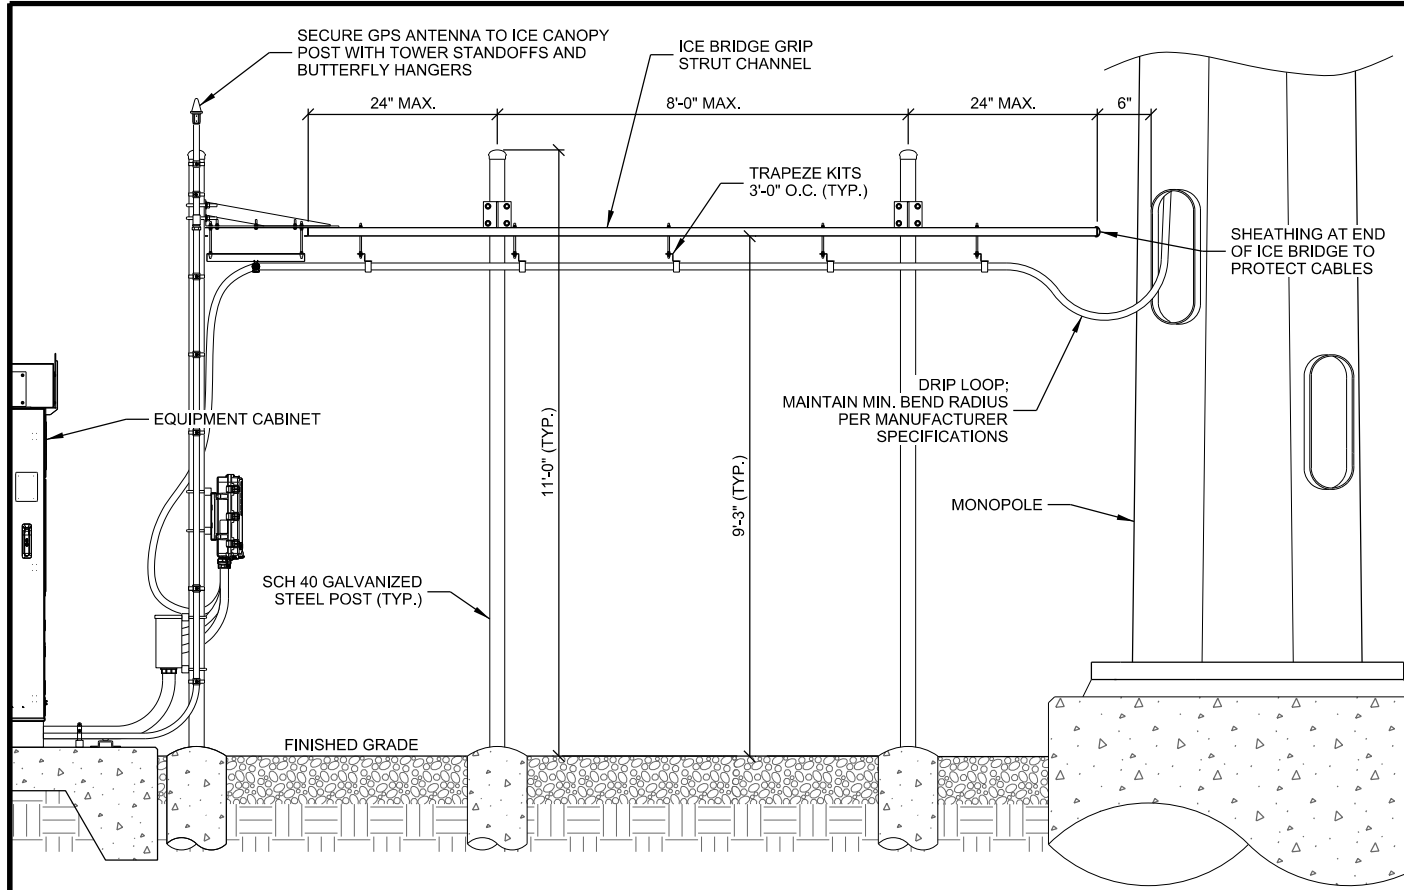 SECURE GPS ANTENNA TO ICE CANOPY
POST WITH TOWER STANDOFFS AND
BUTTERFLY HANGERS
ICE BRIDGE GRIP
STRUT CHANNEL
24" MAX.
8'-0" MAX.
24" MAX.
6"
TRAPEZE KITS
3'-0" O.C. (TYP.)
SHEATHING AT END
OF ICE BRIDGE TO
PROTECT CABLES
DRIP LOOP;
MAINTAIN MIN. BEND RADIUS
PER MANUFACTURER
SPECIFICATIONS
EQUIPMENT CABINET
11'-0" (TYP.)
9'-3" (TYP.)
MONOPOLE
SCH 40 GALVANIZED
STEEL POST (TYP.)
FINISHED GRADE